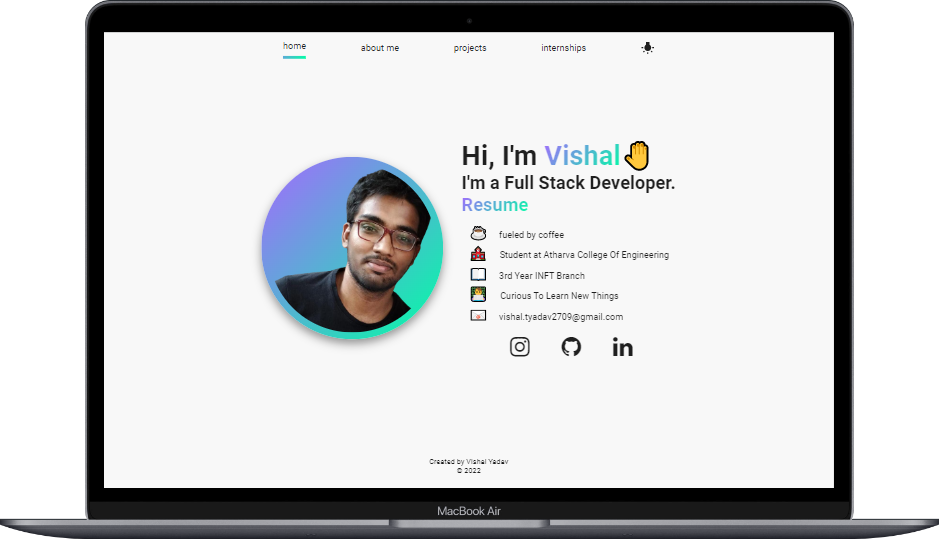 home about me projects internships
Hi, I'm Vishal
I'm a Full Stack Developer.
Resume
fueled by coffee
Student at Atharva College Of Engineering
3rd Year INFT Branch
Curious To Learn New Things
vishal.tyadav2709@gmail.com
in
Created by Vishal Yadav
© 2022
MacBook Air